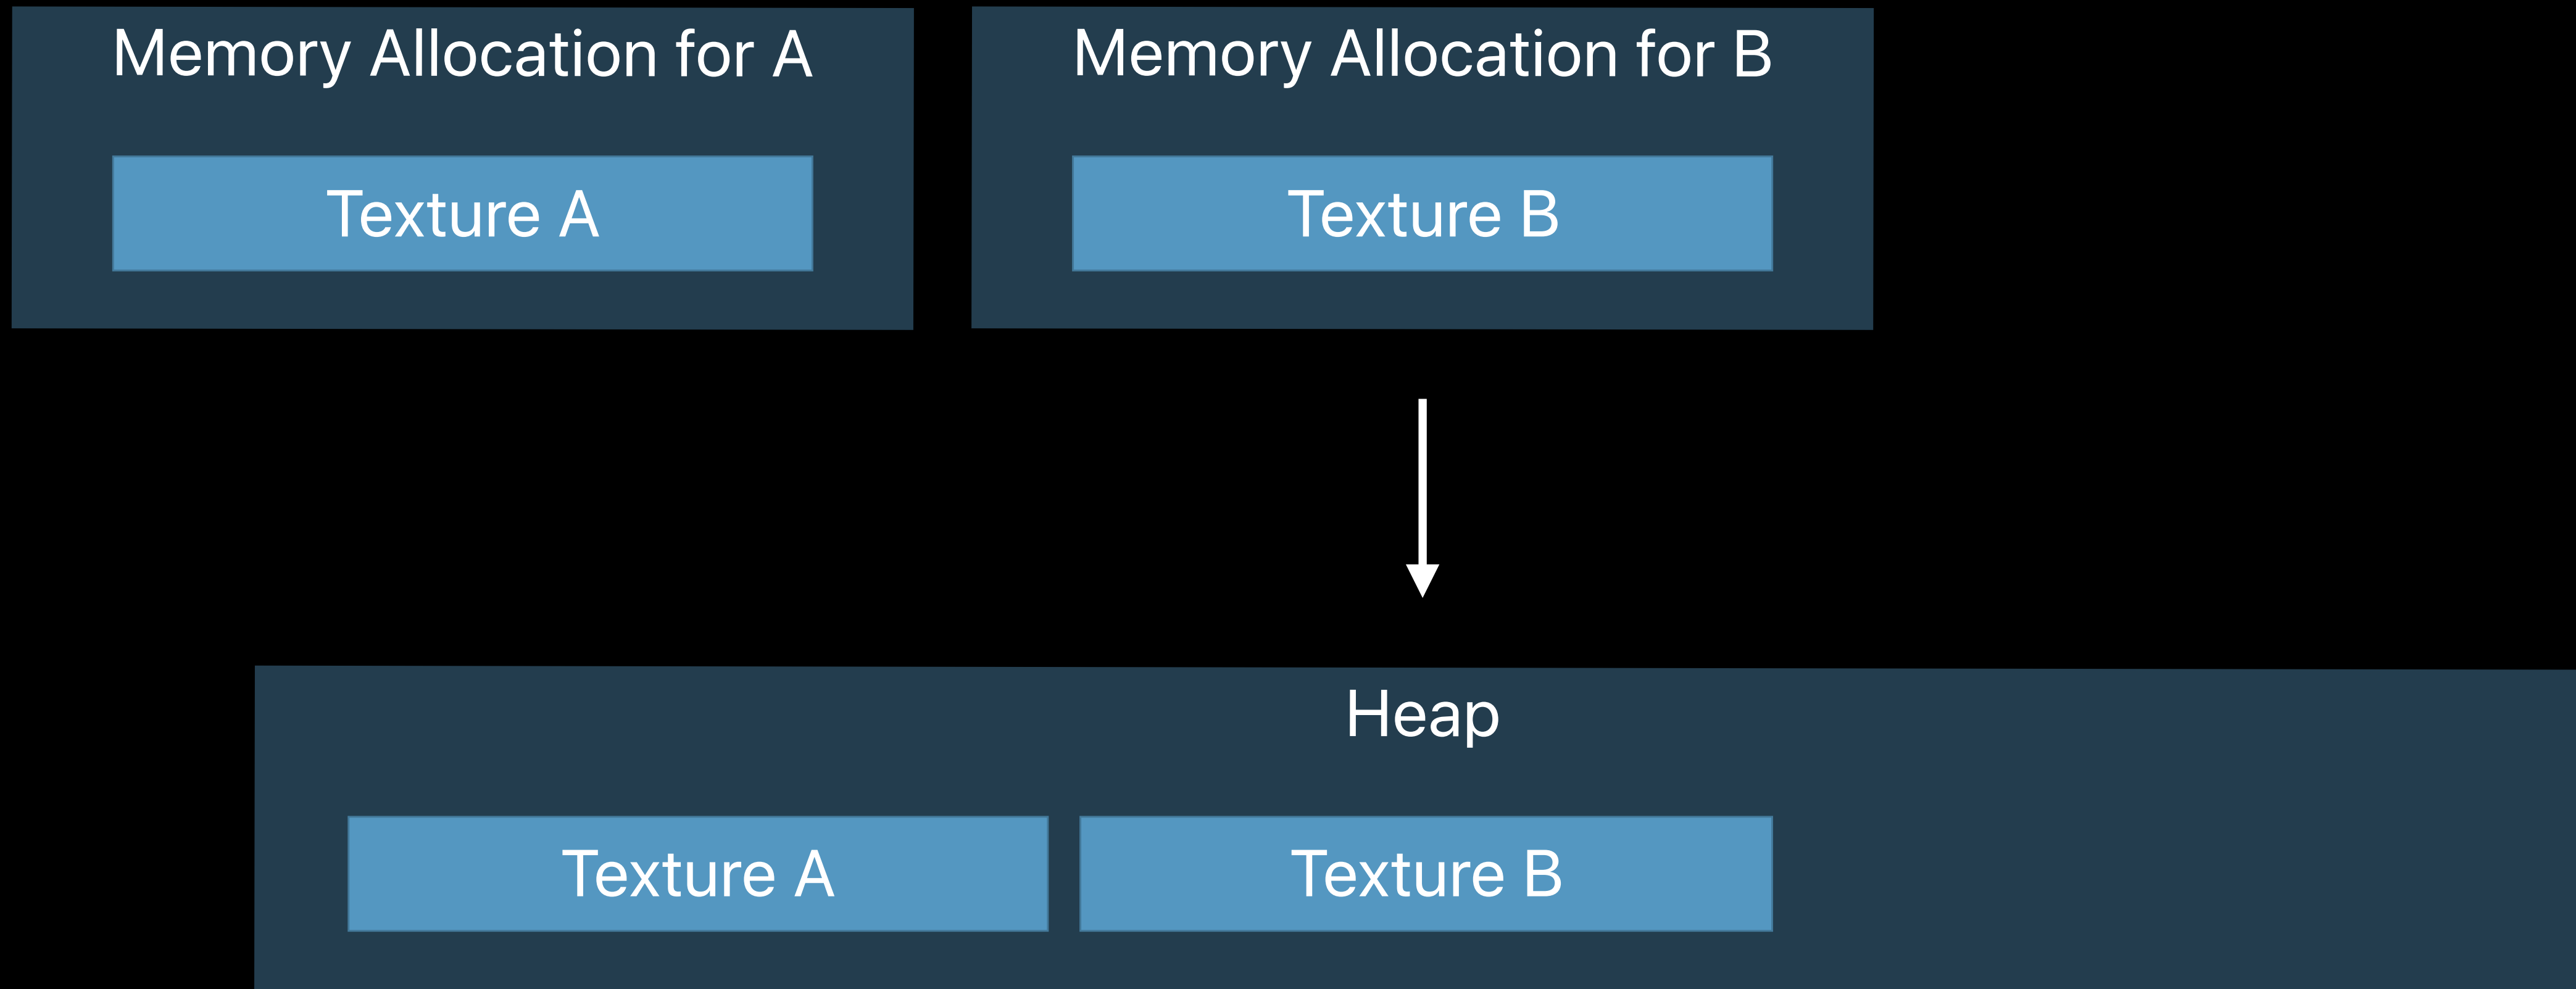 Memory Allocation for A
Memory Allocation for B
Texture A
Texture B
Heap
Texture A
Texture B